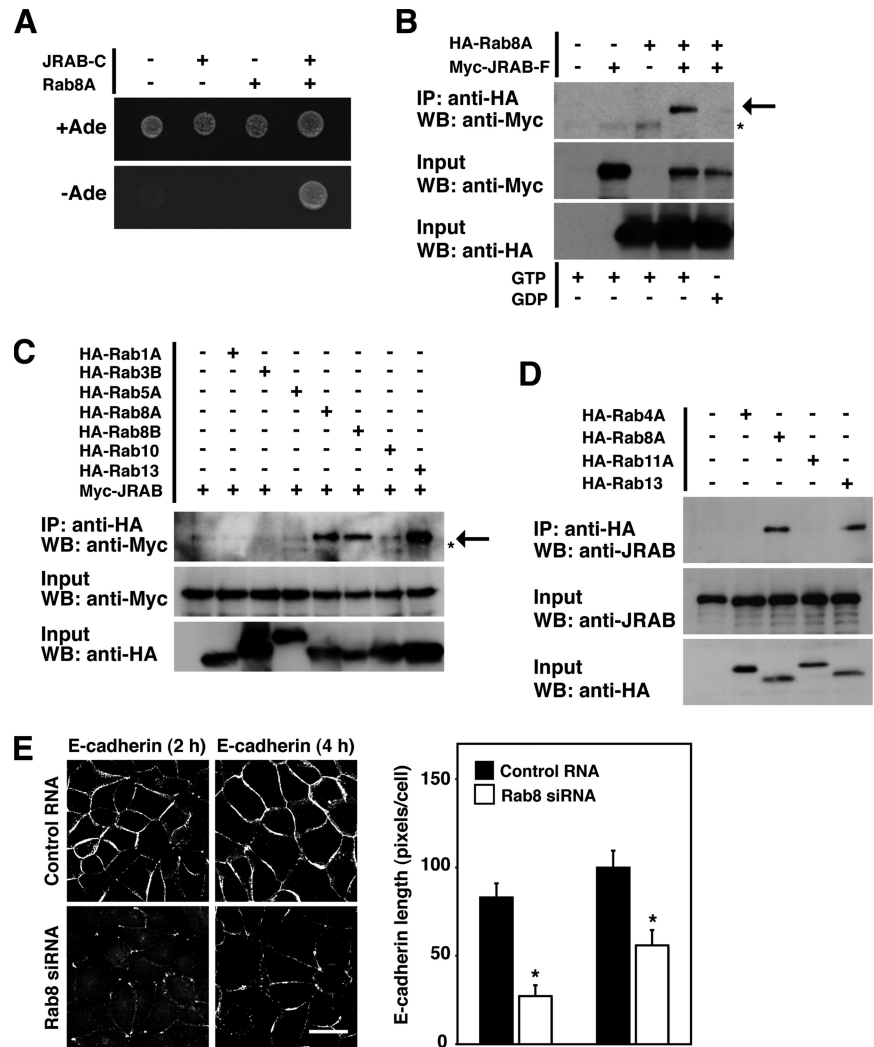 A
JRAB-C - + - +
Rab8A - - + +
+Ade
-Ade
B
HA-Rab8A - - + + +
Myc-JRAB-F - + - + +
IP: anti-HA
WB: anti-Myc
*
Input
WB: anti-Myc
Input
WB: anti-HA
GTP + + + + -
GDP - - - - +
C
HA-Rab1A - + - - - - - -
HA-Rab3B - - + - - - - -
HA-Rab5A - - - + - - - -
HA-Rab8A - - - - + - - -
HA-Rab8B - - - - - + - -
HA-Rab10 - - - - - - + -
HA-Rab13 - - - - - - - +
Myc-JRAB + + + + + + + +
IP: anti-HA
WB: anti-Myc
*
Input
WB: anti-Myc
Input
WB: anti-HA
D
HA-Rab4A - + - - -
HA-Rab8A - - + - -
HA-Rab11A - - - + -
HA-Rab13 - - - - +
IP: anti-HA
WB: anti-JRAB
Input
WB: anti-JRAB
Input
WB: anti-HA
E
E-cadherin (2 h) E-cadherin (4 h)
Control RNA
Rab8 siRNA
E-cadherin length (pixels/cell)
150
100
50
0
Control RNA
Rab8 siRNA
*
*